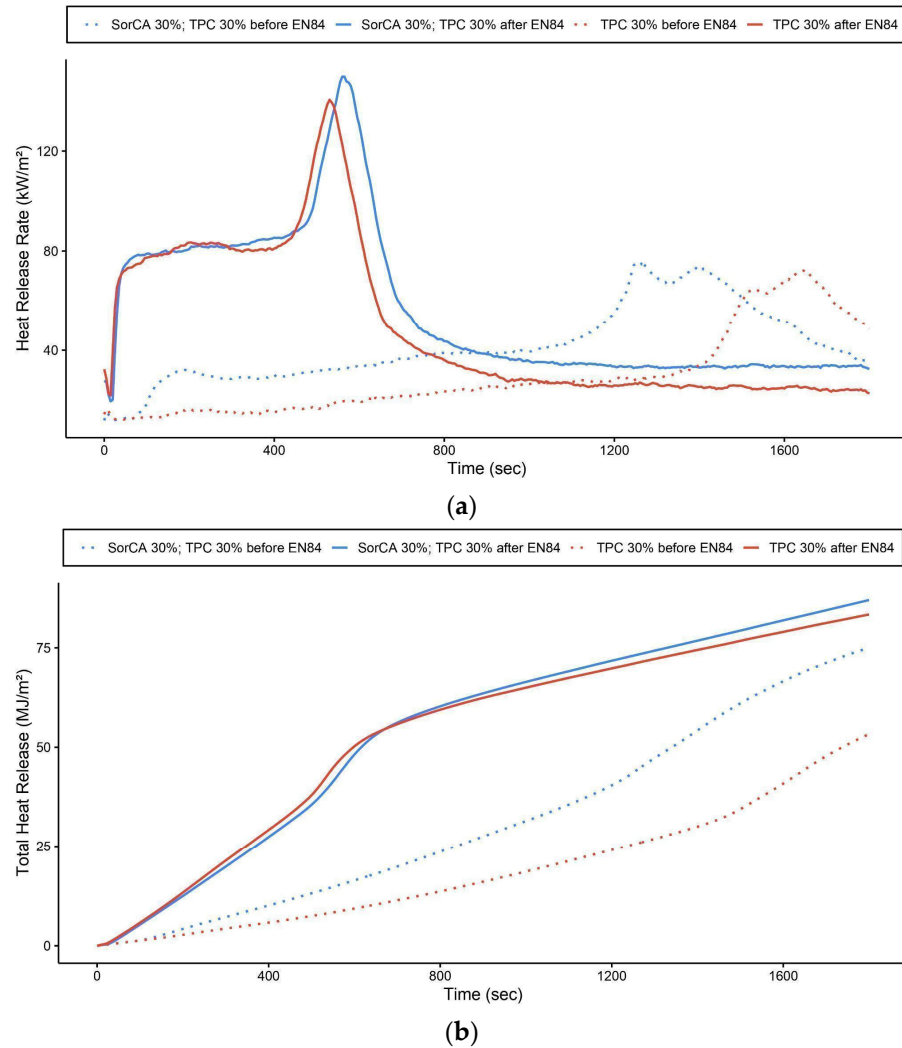 SorCA 30%; TPC 30% before EN84 SorCA 30%; TPC 30% after EN84 TPC 30% before EN84 TPC 30% after EN84
Heat Release Rate (kW/m²)
120
80
40
0 400 800 1200 1600
Time (sec)
(a)
SorCA 30%; TPC 30% before EN84 SorCA 30%; TPC 30% after EN84 TPC 30% before EN84 TPC 30% after EN84
Total Heat Release (MJ/m²)
75
50
25
0
0 400 800 1200 1600
Time (sec)
(b)